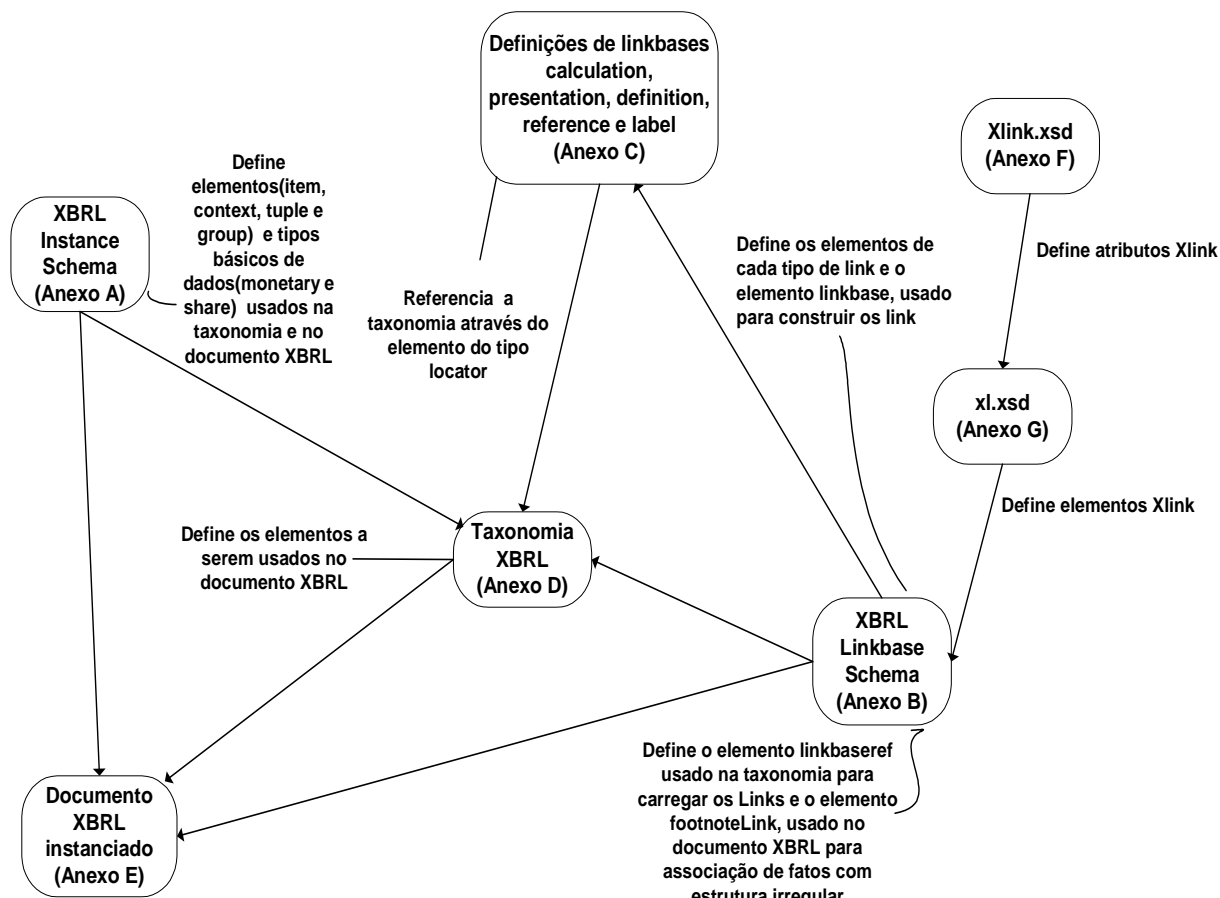 Definições de linkbases
calculation,
presentation, definition,
reference e label
(Anexo C)
Xlink.xsd
(Anexo F)
Define
elementos(item,
context, tuple e
group) e tipos
básicos de
dados(monetary e
share) usados na
taxonomia e no
documento XBRL
XBRL
Instance
Schema
(Anexo A)
Define os elementos de
cada tipo de link e o
elemento linkbase, usado
para construir os link
Define atributos Xlink
Referencia a
taxonomia através do
elemento do tipo
locator
xl.xsd
(Anexo G)
Define elementos Xlink
Define os elementos a
serem usados no
documento XBRL
Taxonomia
XBRL
(Anexo D)
XBRL
Linkbase
Schema
(Anexo B)
Define o elemento linkbaseref
usado na taxonomia para
carregar os Links e o elemento
footnoteLink, usado no
documento XBRL para
associação de fatos com
estrutura irregular
Documento
XBRL
instanciado
(Anexo E)